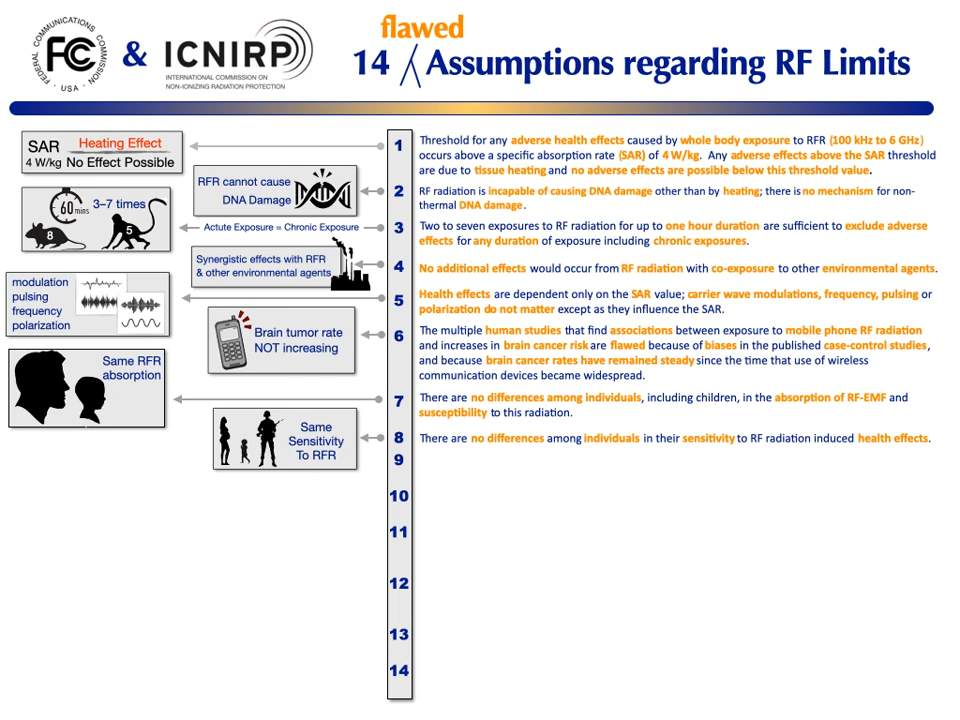 FEDERAL COMMUNICATIONS COMMISSION · USA ·
FCC
&
ICNIRP
INTERNATIONAL COMMISSION ON
NON-IONIZING RADIATION PROTECTION
flawed
14 Assumptions regarding RF Limits
SAR Heating Effect
4 W/kg No Effect Possible
1
Threshold for any adverse health effects caused by whole body exposure to RFR (100 kHz to 6 GHz)
occurs above a specific absorption rate (SAR) of 4 W/kg. Any adverse effects above the SAR threshold
are due to tissue heating and no adverse effects are possible below this threshold value.
RFR cannot cause
DNA Damage
2
RF radiation is incapable of causing DNA damage other than by heating; there is no mechanism for non-
thermal DNA damage.
60 mins
3–7 times
8
5
Actute Exposure = Chronic Exposure
3
Two to seven exposures to RF radiation for up to one hour duration are sufficient to exclude adverse
effects for any duration of exposure including chronic exposures.
Synergistic effects with RFR
& other environmental agents
4
No additional effects would occur from RF radiation with co-exposure to other environmental agents.
modulation
pulsing
frequency
polarization
5
Health effects are dependent only on the SAR value; carrier wave modulations, frequency, pulsing or
polarization do not matter except as they influence the SAR.
Brain tumor rate
NOT increasing
6
The multiple human studies that find associations between exposure to mobile phone RF radiation
and increases in brain cancer risk are flawed because of biases in the published case-control studies,
and because brain cancer rates have remained steady since the time that use of wireless
communication devices became widespread.
Same RFR
absorption
7
There are no differences among individuals, including children, in the absorption of RF-EMF and
susceptibility to this radiation.
Same
Sensitivity
To RFR
8
There are no differences among individuals in their sensitivity to RF radiation induced health effects.
9
10
11
12
13
14